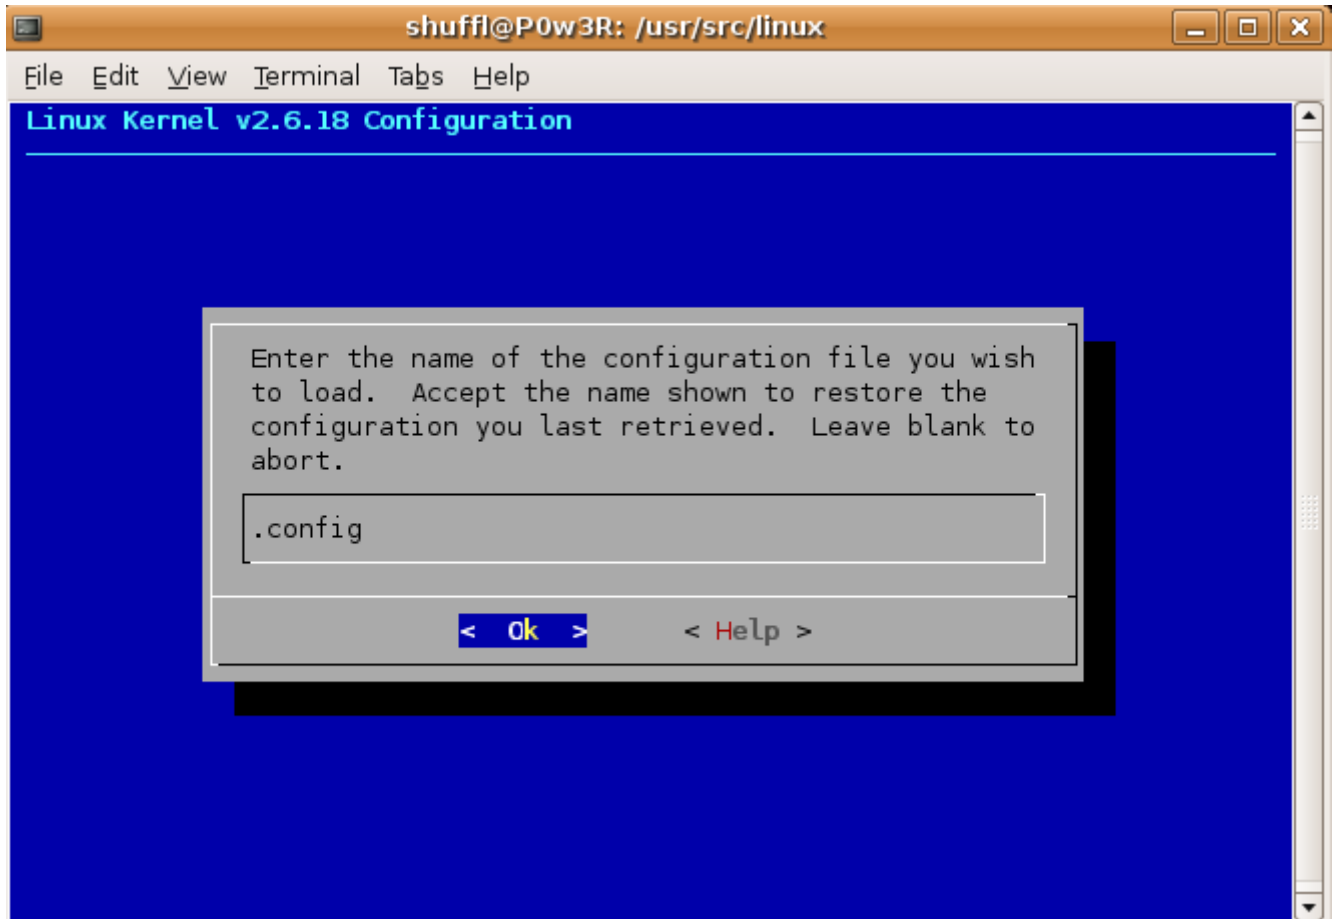 shuffl@P0w3R: /usr/src/linux
File Edit View Terminal Tabs Help
Linux Kernel v2.6.18 Configuration
Enter the name of the configuration file you wish
to load.  Accept the name shown to restore the
configuration you last retrieved.  Leave blank to
abort.
.config
<  Ok  > < Help >